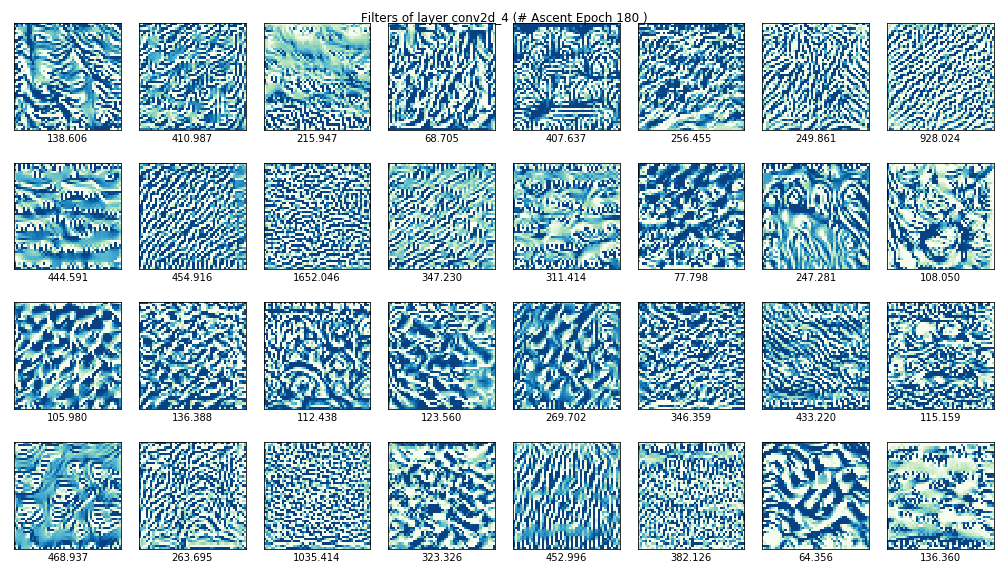 Filters of layer conv2d_4 (# Ascent Epoch 180 )
138.606 410.987 215.947 68.705 407.637 256.455 249.861 928.024
444.591 454.916 1652.046 347.230 311.414 77.798 247.281 108.050
105.980 136.388 112.438 123.560 269.702 346.359 433.220 115.159
468.937 263.695 1035.414 323.326 452.996 382.126 64.356 136.360